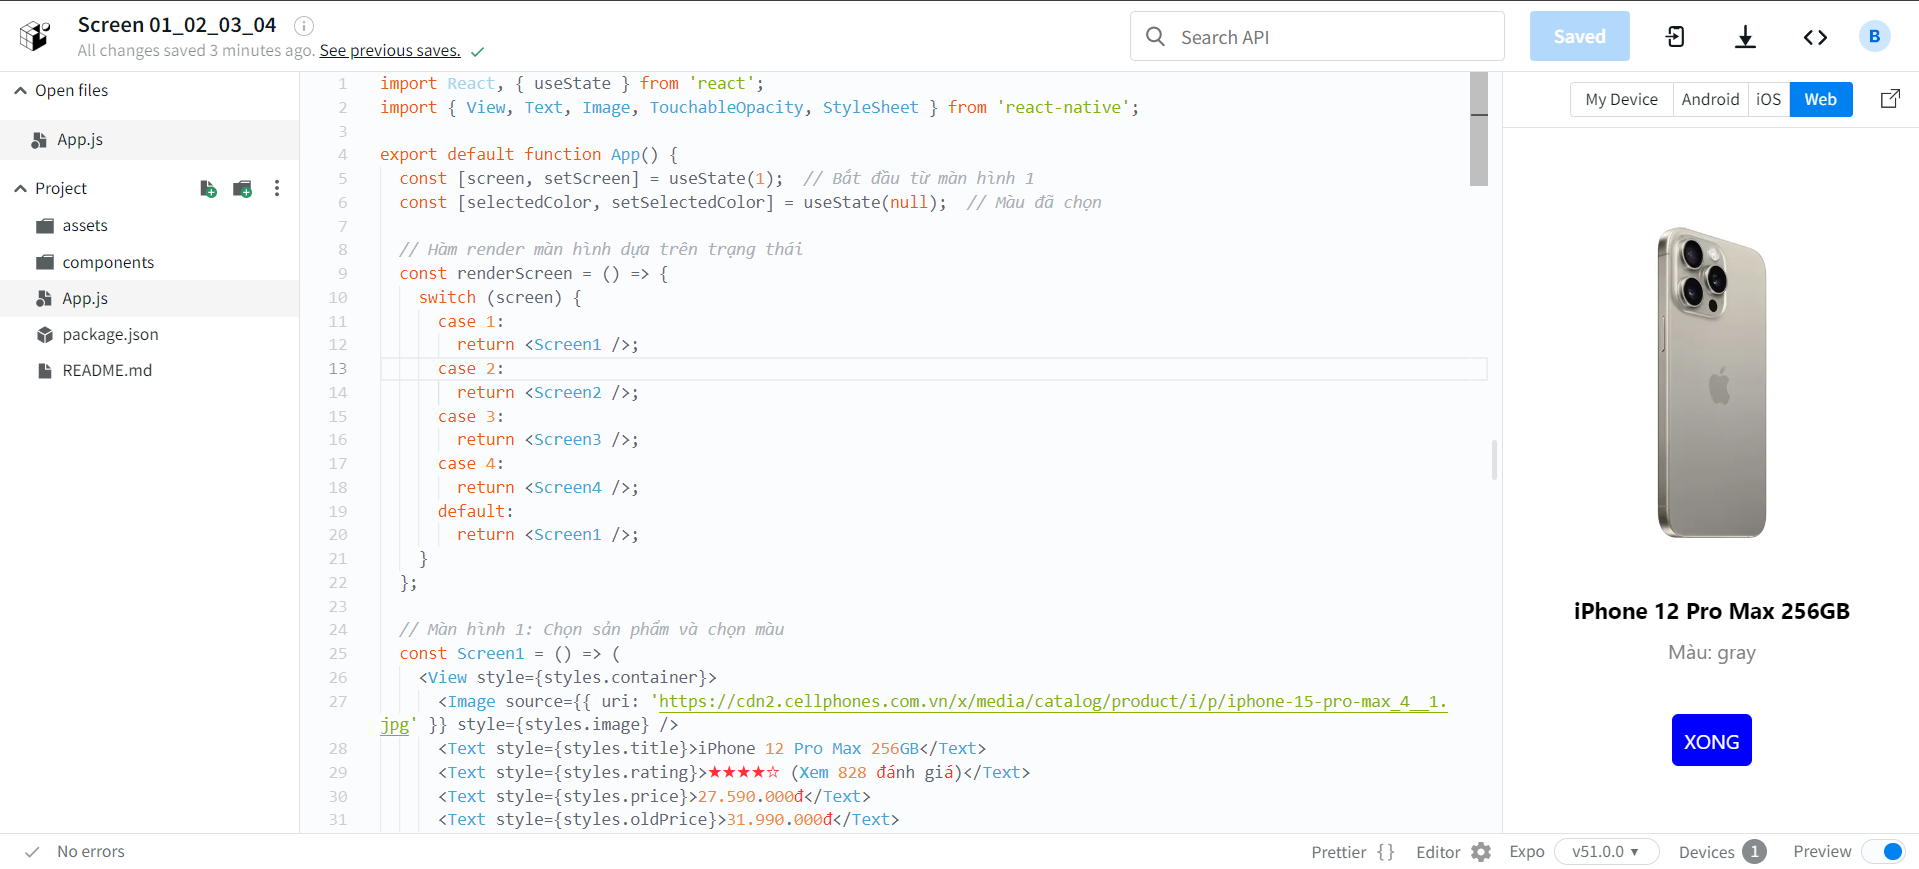 Screen 01_02_03_04
All changes saved 3 minutes ago. See previous saves.
Search API
Saved
B
Open files
App.js
Project
assets
components
App.js
package.json
README.md
1 import React, { useState } from 'react';
2 import { View, Text, Image, TouchableOpacity, StyleSheet } from 'react-native';
3
4 export default function App() {
5 const [screen, setScreen] = useState(1); // Bắt đầu từ màn hình 1
6 const [selectedColor, setSelectedColor] = useState(null); // Màu đã chọn
7
8 // Hàm render màn hình dựa trên trạng thái
9 const renderScreen = () => {
10 switch (screen) {
11 case 1:
12 return <Screen1 />;
13 case 2:
14 return <Screen2 />;
15 case 3:
16 return <Screen3 />;
17 case 4:
18 return <Screen4 />;
19 default:
20 return <Screen1 />;
21 }
22 };
23
24 // Màn hình 1: Chọn sản phẩm và chọn màu
25 const Screen1 = () => (
26 <View style={styles.container}>
27 <Image source={{ uri: 'https://cdn2.cellphones.com.vn/x/media/catalog/product/i/p/iphone-15-pro-max_4__1.
jpg' }} style={styles.image} />
28 <Text style={styles.title}>iPhone 12 Pro Max 256GB</Text>
29 <Text style={styles.rating}>★★★★☆ (Xem 828 đánh giá)</Text>
30 <Text style={styles.price}>27.590.000đ</Text>
31 <Text style={styles.oldPrice}>31.990.000đ</Text>
My Device Android iOS Web
iPhone 12 Pro Max 256GB
Màu: gray
XONG
No errors
Prettier {} Editor Expo v51.0.0 ▾ Devices 1 Preview